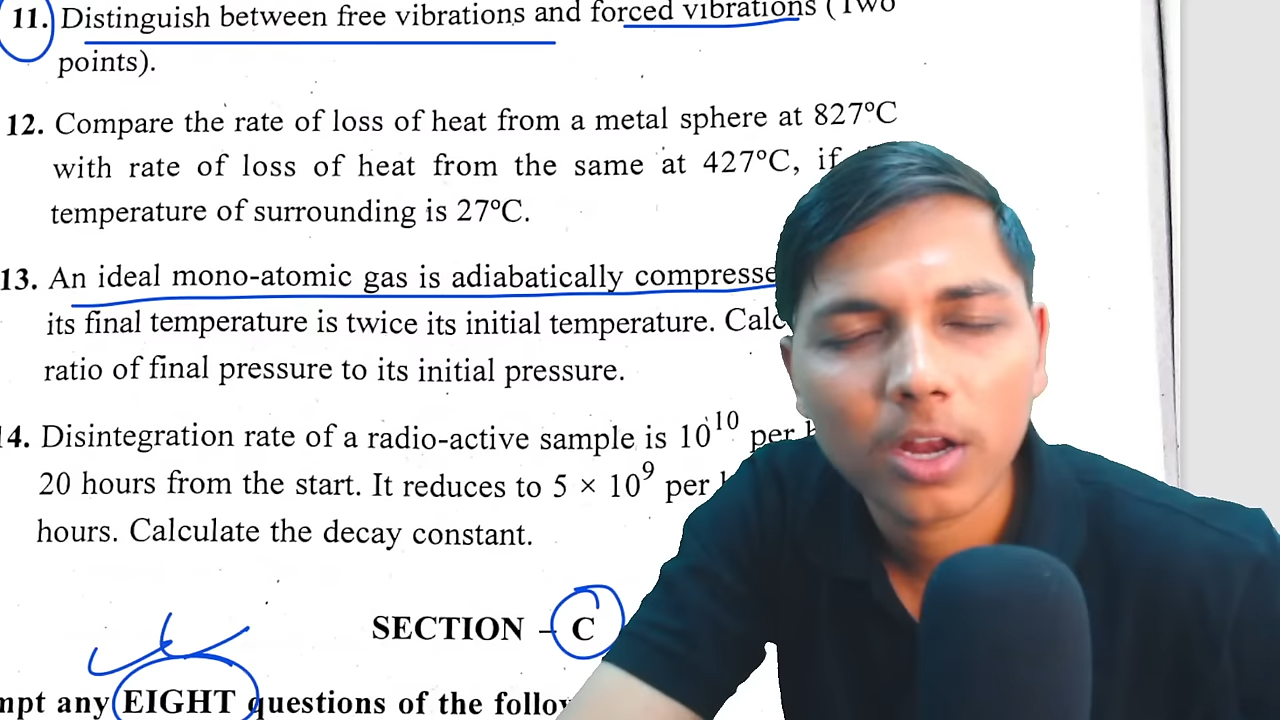 11. Distinguish between free vibrations and forced vibrations (Two
points).
12. Compare the rate of loss of heat from a metal sphere at 827°C
with rate of loss of heat from the same at 427°C, if
temperature of surrounding is 27°C.
13. An ideal mono-atomic gas is adiabatically compresse
its final temperature is twice its initial temperature. Calc
ratio of final pressure to its initial pressure.
14. Disintegration rate of a radio-active sample is 10¹⁰ per
20 hours from the start. It reduces to 5 × 10⁹ per
hours. Calculate the decay constant.
SECTION – C
mpt any EIGHT questions of the follow